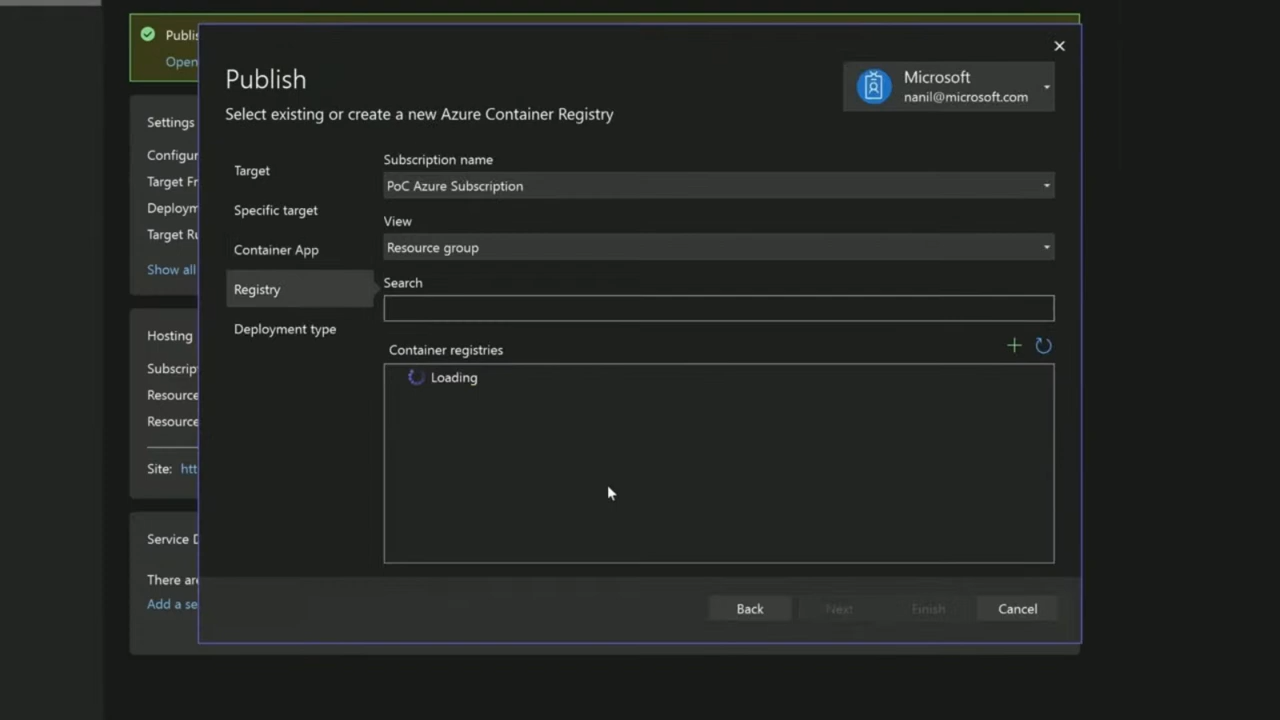 Publis
Open
Publish
Microsoft
nanil@microsoft.com
Select existing or create a new Azure Container Registry
Settings
Configur
Target Fr
Deploym
Target Ru
Show all
Hosting
Subscrip
Resource
Resource
Site: htt
Service D
There are
Add a se
Target
Specific target
Container App
Registry
Deployment type
Subscription name
PoC Azure Subscription
View
Resource group
Search
Container registries
Loading
Back
Next
Finish
Cancel